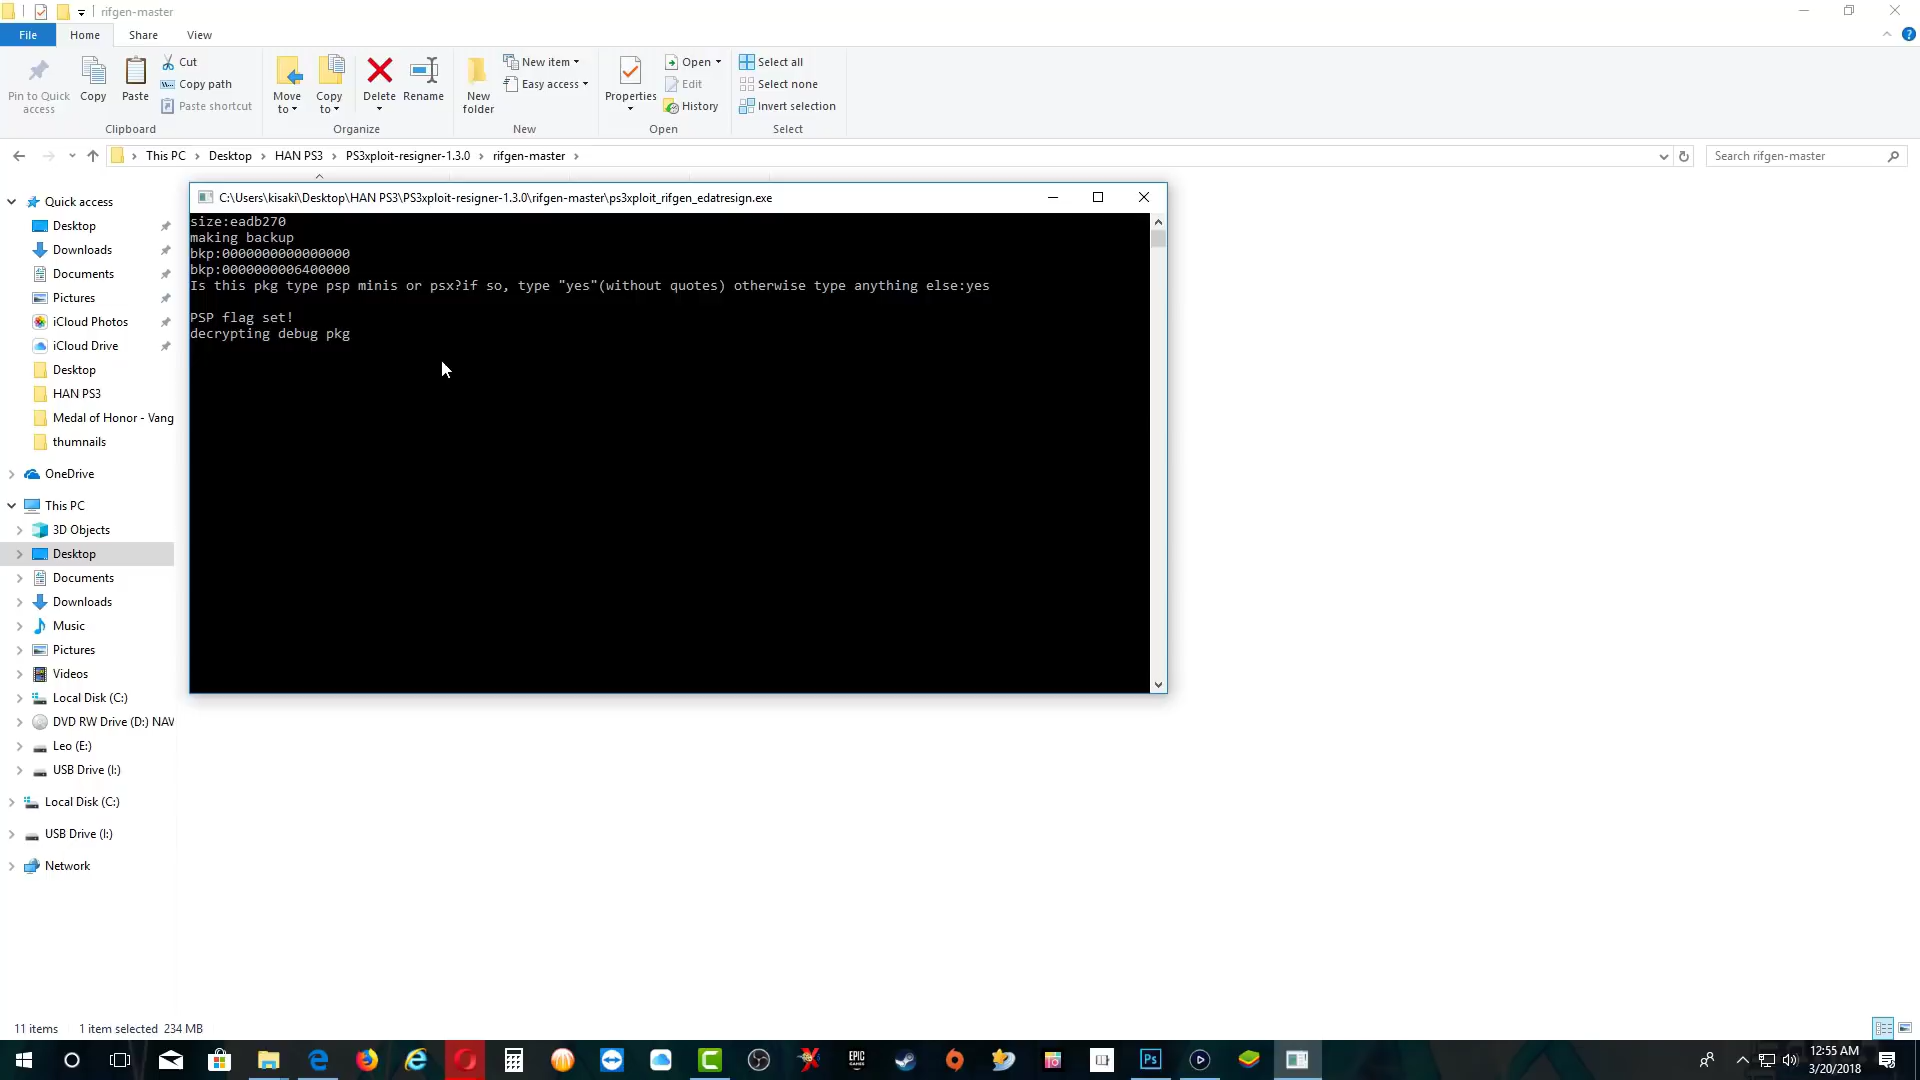 rifgen-master
File
Home
Share
View
Pin to Quick access
Copy
Paste
Cut
Copy path
Paste shortcut
Clipboard
Move to
Copy to
Delete
Rename
Organize
New folder
New item
Easy access
New
Properties
Open
Edit
History
Open
Select all
Select none
Invert selection
Select
This PC
Desktop
HAN PS3
PS3xploit-resigner-1.3.0
rifgen-master
Search rifgen-master
Quick access
Desktop
Downloads
Documents
Pictures
iCloud Photos
iCloud Drive
Desktop
HAN PS3
Medal of Honor - Vang
thumnails
OneDrive
This PC
3D Objects
Desktop
Documents
Downloads
Music
Pictures
Videos
Local Disk (C:)
DVD RW Drive (D:) NAV
Leo (E:)
USB Drive (I:)
Local Disk (C:)
USB Drive (I:)
Network
C:\Users\kisaki\Desktop\HAN PS3\PS3xploit-resigner-1.3.0\rifgen-master\ps3xploit_rifgen_edatresign.exe
size:eadb270
making backup
bkp:0000000000000000
bkp:0000000006400000
Is this pkg type psp minis or psx?if so, type "yes"(without quotes) otherwise type anything else:yes
PSP flag set!
decrypting debug pkg
11 items
1 item selected 234 MB
EPIC GAMES
Ps
12:55 AM
3/20/2018